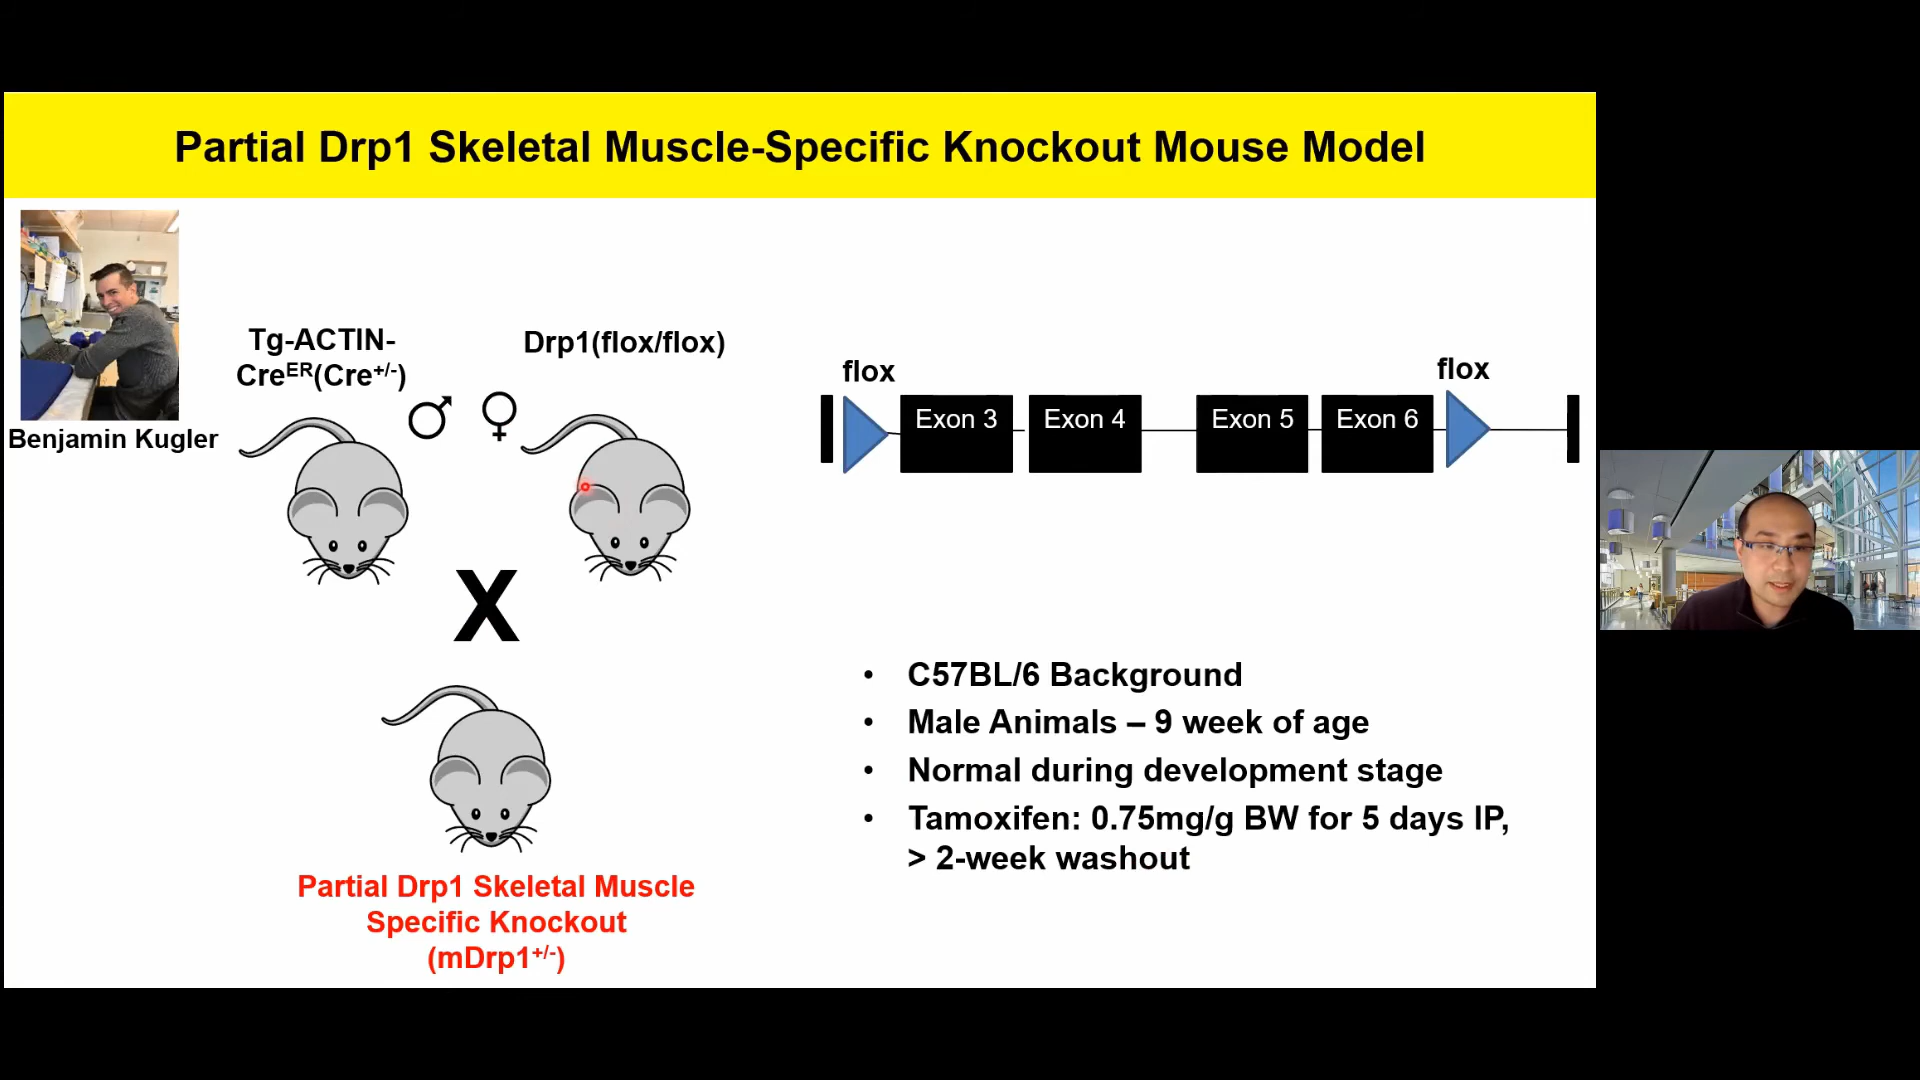 Partial Drp1 Skeletal Muscle-Specific Knockout Mouse Model
Benjamin Kugler
Tg-ACTIN-
Cre^ER(Cre^+/-)
Drp1(flox/flox)
X
Partial Drp1 Skeletal Muscle
Specific Knockout
(mDrp1^+/-)
flox
flox
Exon 3
Exon 4
Exon 5
Exon 6
• C57BL/6 Background
• Male Animals – 9 week of age
• Normal during development stage
• Tamoxifen: 0.75mg/g BW for 5 days IP,
> 2-week washout